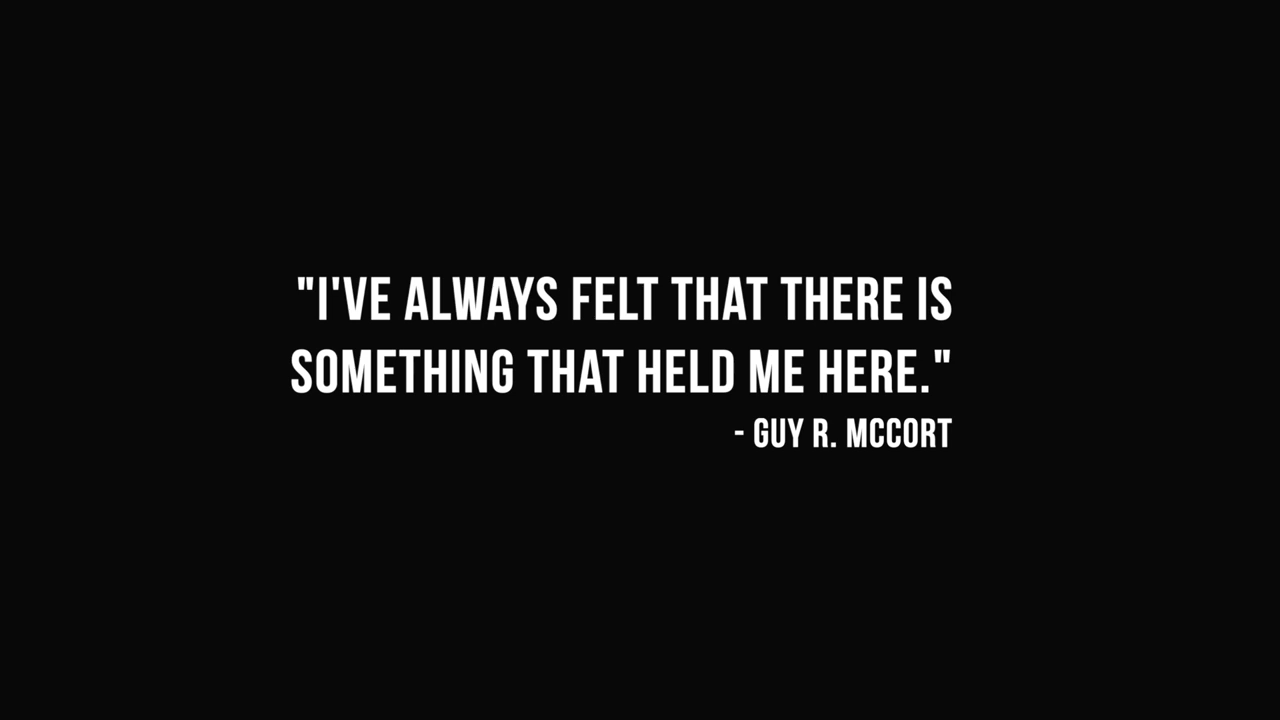 "I'VE ALWAYS FELT THAT THERE IS
SOMETHING THAT HELD ME HERE."
- GUY R. MCCORT